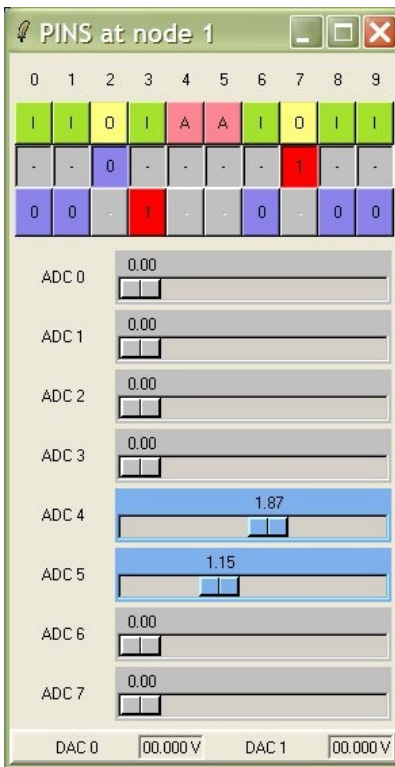 PINS at node 1
0 1 2 3 4 5 6 7 8 9
I I O I A A I O I I
- - 0 - - - - 1 - -
0 0 - 1 - - 0 - 0 0
0.00
ADC 0
0.00
ADC 1
0.00
ADC 2
0.00
ADC 3
1.87
ADC 4
1.15
ADC 5
0.00
ADC 6
0.00
ADC 7
DAC 0 00.000 V DAC 1 00.000 V